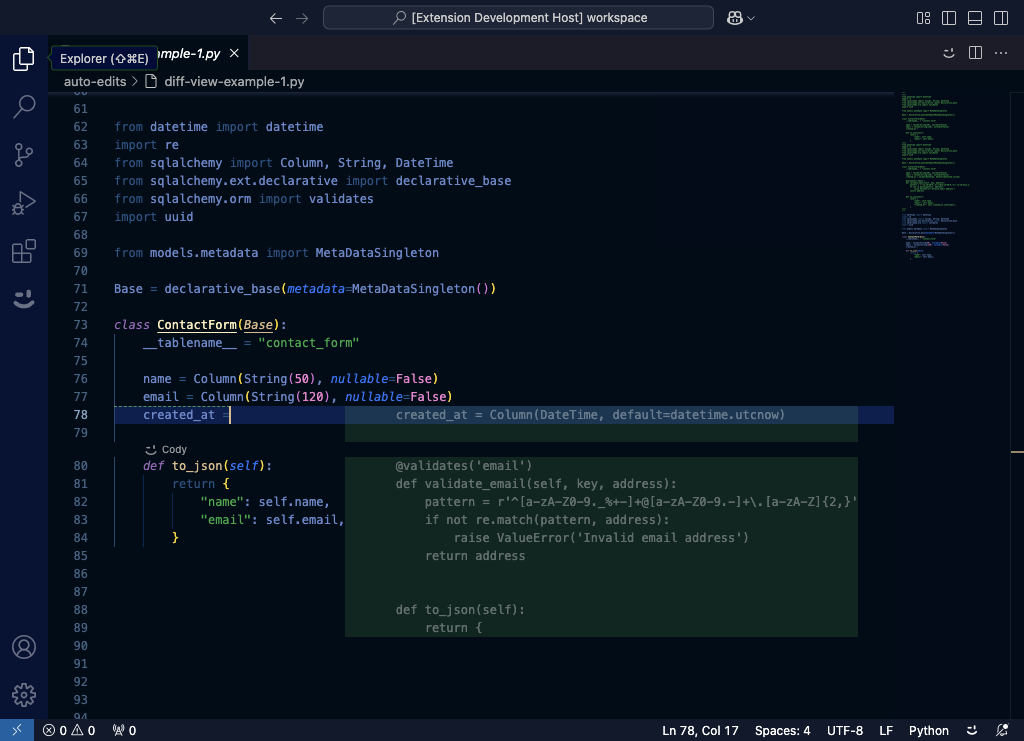 [Extension Development Host] workspace
Explorer (⇧⌘E)
mple-1.py
auto-edits > diff-view-example-1.py
60
61
62 from datetime import datetime
63 import re
64 from sqlalchemy import Column, String, DateTime
65 from sqlalchemy.ext.declarative import declarative_base
66 from sqlalchemy.orm import validates
67 import uuid
68
69 from models.metadata import MetaDataSingleton
70
71 Base = declarative_base(metadata=MetaDataSingleton())
72
73 class ContactForm(Base):
74 __tablename__ = "contact_form"
75
76 name = Column(String(50), nullable=False)
77 email = Column(String(120), nullable=False)
78 created_at = created_at = Column(DateTime, default=datetime.utcnow)
79
Cody
80 def to_json(self): @validates('email')
81 return { def validate_email(self, key, address):
82 "name": self.name, pattern = r'^[a-zA-Z0-9._%+-]+@[a-zA-Z0-9.-]+\.[a-zA-Z]{2,}'
83 "email": self.email, if not re.match(pattern, address):
84 } raise ValueError('Invalid email address')
85 return address
86
87
88 def to_json(self):
89 return {
90
91
92
93
94
0 0 0 Ln 78, Col 17 Spaces: 4 UTF-8 LF Python